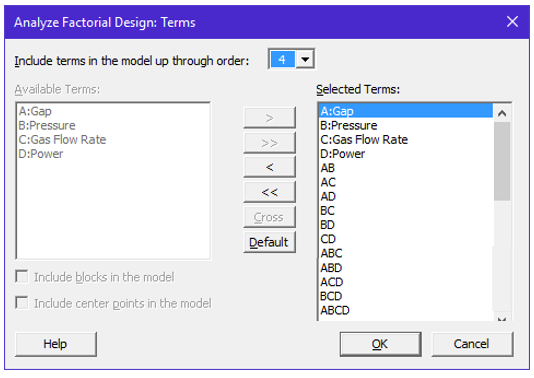 Analyze Factorial Design: Terms
Include terms in the model up through order: 4
Available Terms:
A:Gap
B:Pressure
C:Gas Flow Rate
D:Power
>
>>
<
<<
Cross
Default
Selected Terms:
A:Gap
B:Pressure
C:Gas Flow Rate
D:Power
AB
AC
AD
BC
BD
CD
ABC
ABD
ACD
BCD
ABCD
Include blocks in the model
Include center points in the model
Help
OK
Cancel